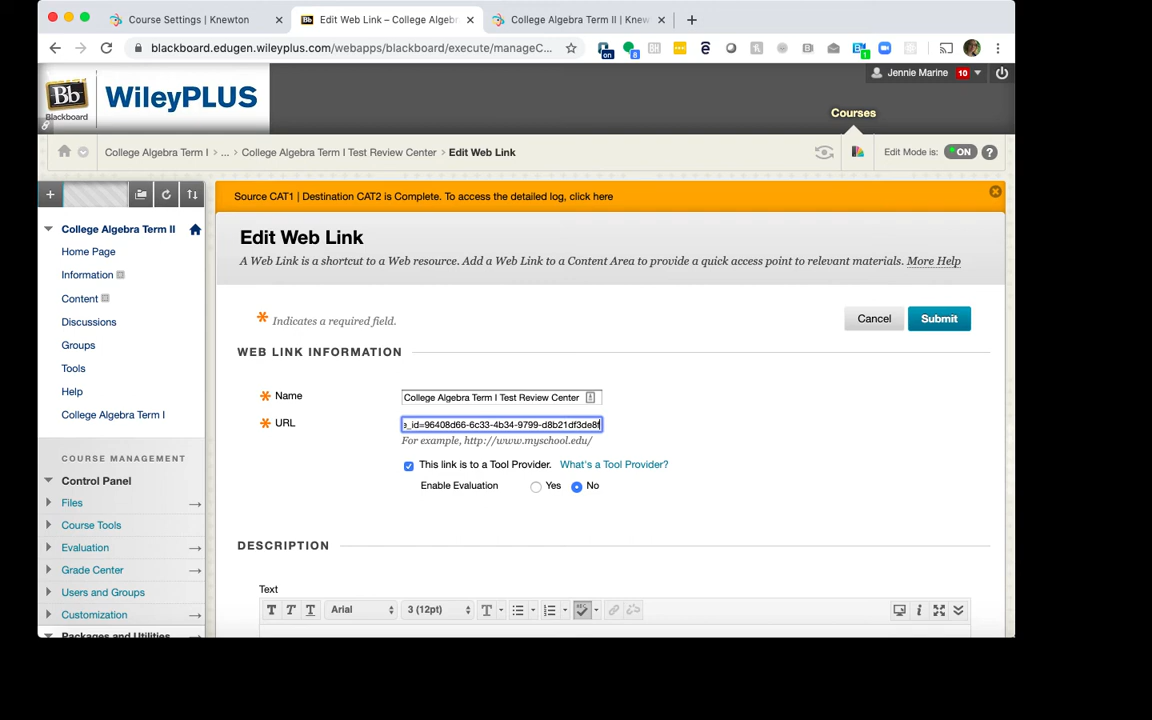 Course Settings | Knewton
Edit Web Link – College Algebr
College Algebra Term II | Knew
blackboard.edugen.wileyplus.com/webapps/blackboard/execute/manageC...
on
8
BH
1
Bb
Blackboard
WileyPLUS
Jennie Marine 10
Courses
College Algebra Term I > ... > College Algebra Term I Test Review Center > Edit Web Link
Edit Mode is: ON ?
College Algebra Term II
Home Page
Information
Content
Discussions
Groups
Tools
Help
College Algebra Term I
COURSE MANAGEMENT
Control Panel
Files
Course Tools
Evaluation
Grade Center
Users and Groups
Customization
Packages and Utilities
Source CAT1 | Destination CAT2 is Complete. To access the detailed log, click here
Edit Web Link
A Web Link is a shortcut to a Web resource. Add a Web Link to a Content Area to provide a quick access point to relevant materials. More Help
Indicates a required field.
Cancel
Submit
WEB LINK INFORMATION
Name
College Algebra Term I Test Review Center
URL
e_id=96408d66-6c33-4b34-9799-d8b21df3de8f
For example, http://www.myschool.edu/
This link is to a Tool Provider. What's a Tool Provider?
Enable Evaluation Yes No
DESCRIPTION
Text
T T T Arial 3 (12pt) T